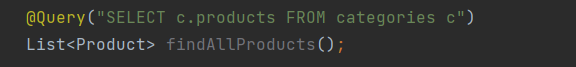 @Query("SELECT c.products FROM categories c")
List<Product> findAllProducts();